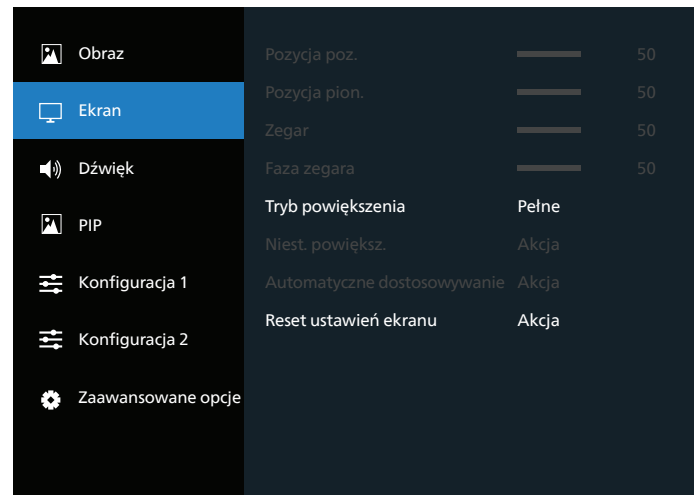 Obraz
Ekran
Dźwięk
PIP
Konfiguracja 1
Konfiguracja 2
Zaawansowane opcje
Pozycja poz. 50
Pozycja pion. 50
Zegar 50
Faza zegara 50
Tryb powiększenia Pełne
Niest. powiększ. Akcja
Automatyczne dostosowywanie Akcja
Reset ustawień ekranu Akcja